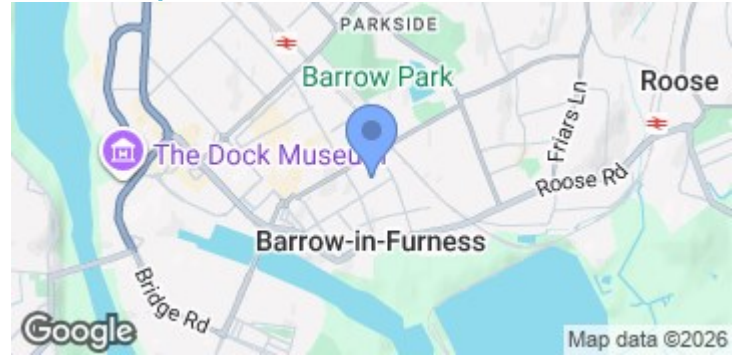 PARKSIDE
Barrow Park
Roose
Friars Ln
The Dock Museum
Roose Rd
Barrow-in-Furness
Bridge Rd
Google
Map data ©2026